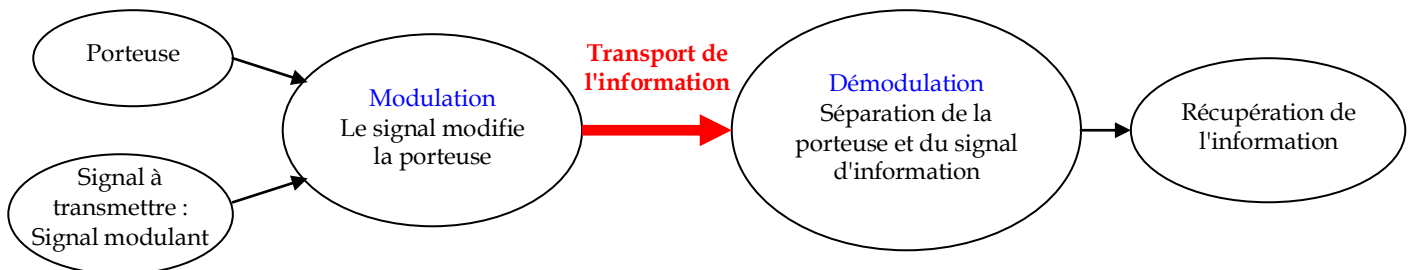 Porteuse
Signal à
transmettre :
Signal modulant
Modulation
Le signal modifie
la porteuse
Transport de
l'information
Démodulation
Séparation de la
porteuse et du signal
d'information
Récupération de
l'information